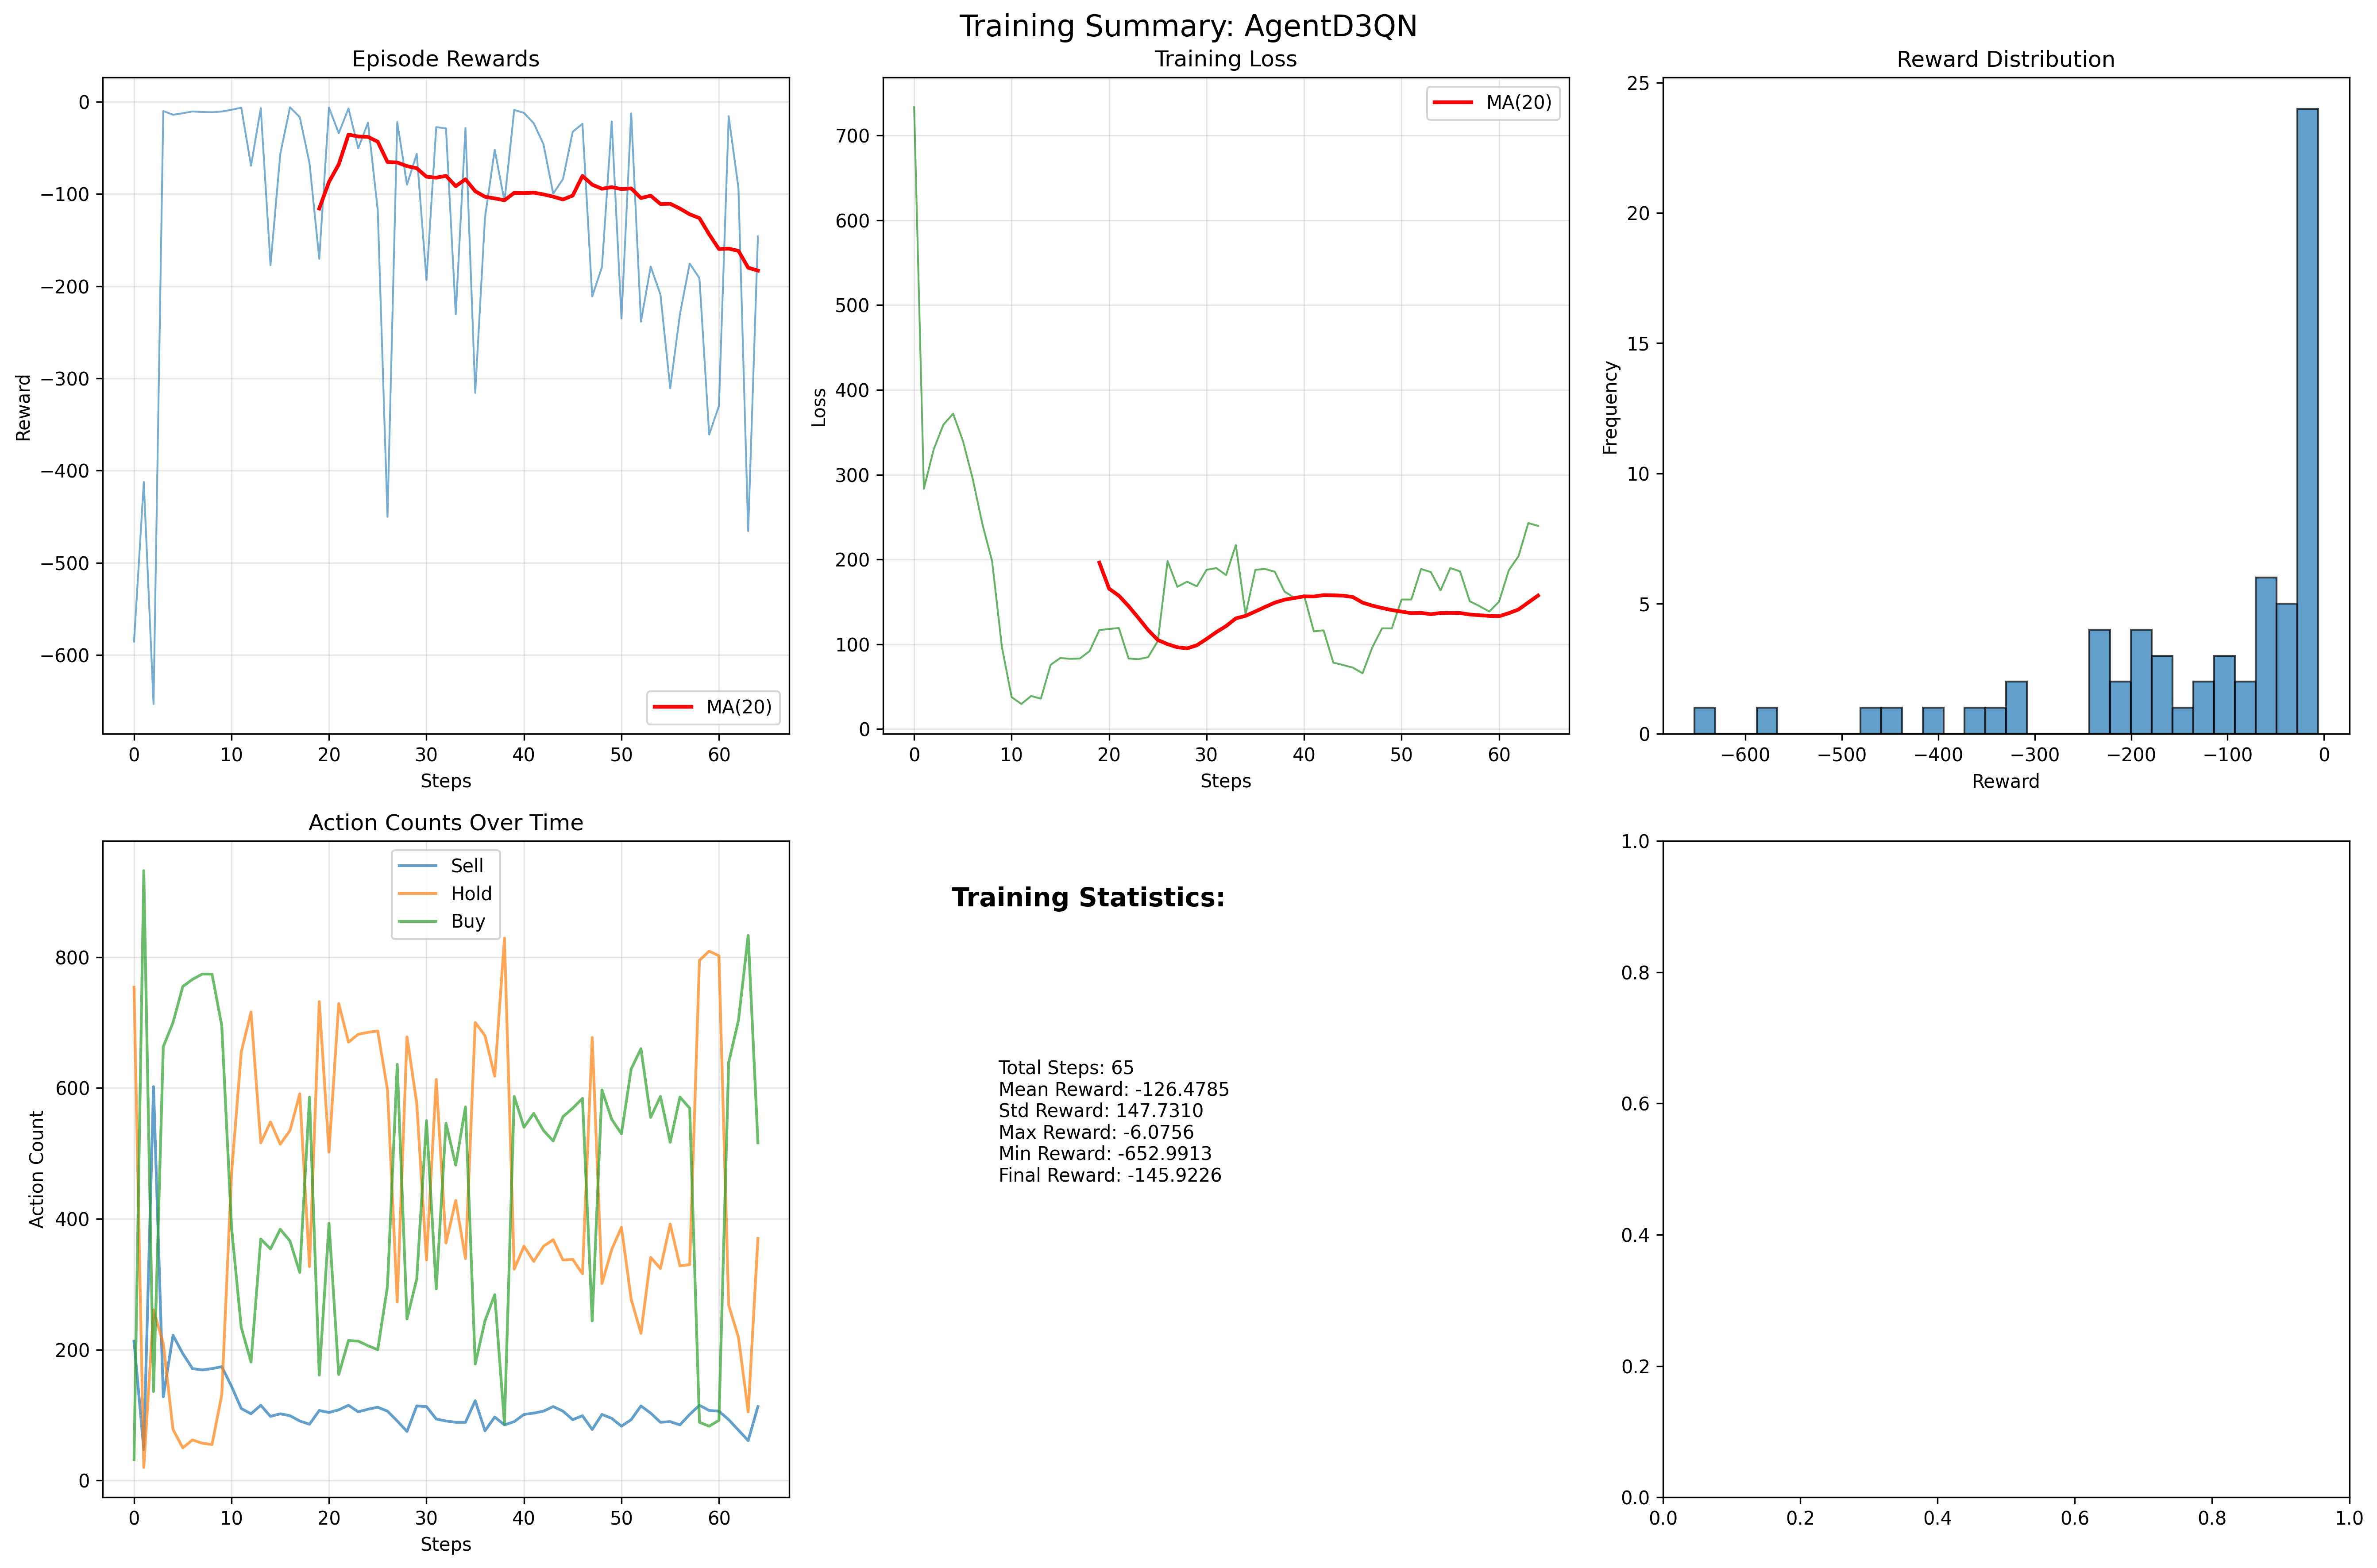 Training Summary: AgentD3QN
Episode Rewards
0
−100
−200
−300
−400
−500
−600
Reward
MA(20)
0 10 20 30 40 50 60
Steps
Training Loss
700
600
500
400
300
200
100
0
Loss
MA(20)
0 10 20 30 40 50 60
Steps
Reward Distribution
25
20
15
10
5
0
Frequency
−600 −500 −400 −300 −200 −100 0
Reward
Action Counts Over Time
Sell
Hold
Buy
800
600
400
200
0
Action Count
0 10 20 30 40 50 60
Steps
Training Statistics:
Total Steps: 65
Mean Reward: -126.4785
Std Reward: 147.7310
Max Reward: -6.0756
Min Reward: -652.9913
Final Reward: -145.9226
1.0
0.8
0.6
0.4
0.2
0.0
0.0 0.2 0.4 0.6 0.8 1.0